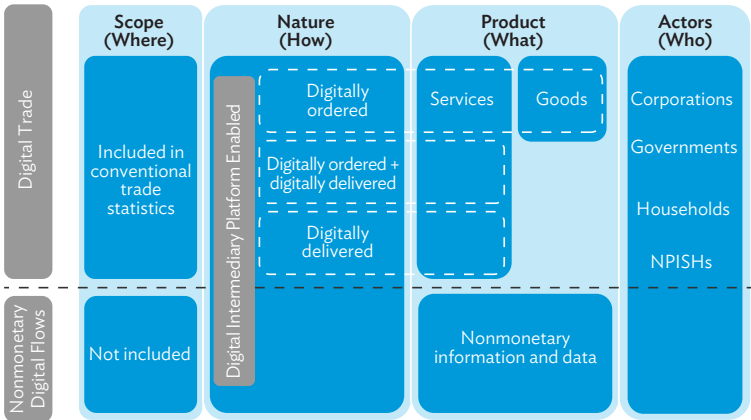 Scope
(Where)
Nature
(How)
Product
(What)
Actors
(Who)
Digital Trade
Included in
conventional
trade
statistics
Digital Intermediary Platform Enabled
Digitally
ordered
Services
Goods
Corporations
Governments
Digitally ordered +
digitally delivered
Households
Digitally
delivered
NPISHs
Nonmonetary
Digital Flows
Not included
Nonmonetary
information and data